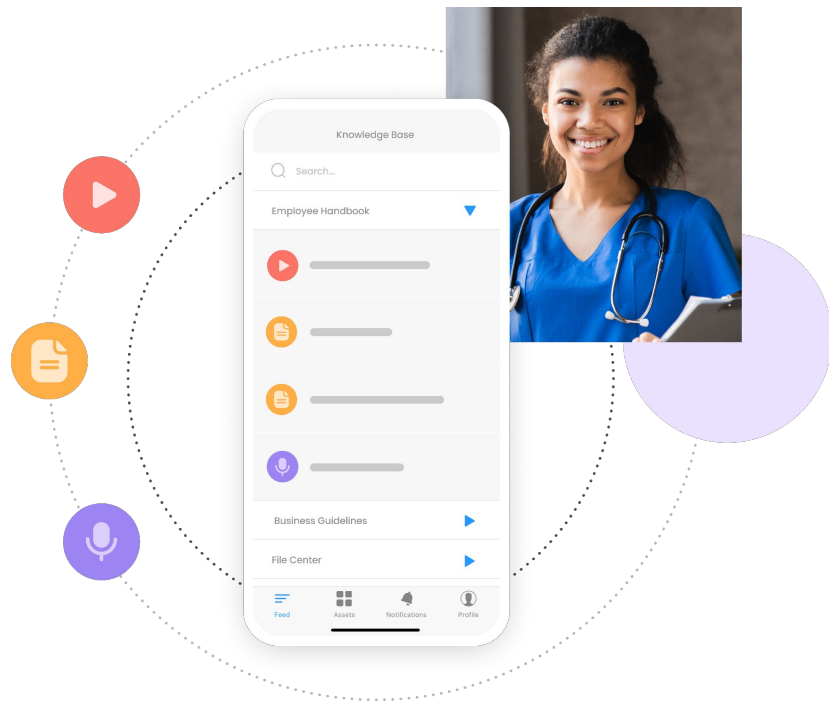 Knowledge Base
Search...
Employee Handbook
Business Guidelines
File Center
Feed
Assets
Notifications
Profile